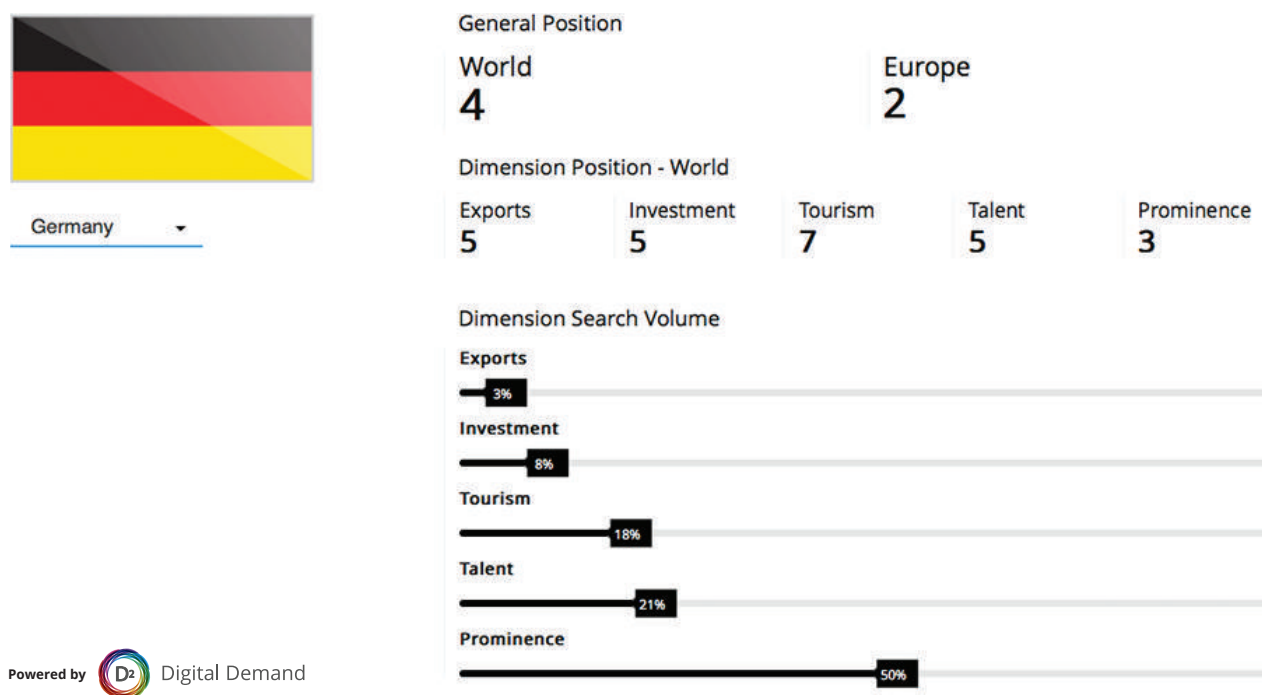 General Position
World Europe
4 2
Dimension Position - World
Exports Investment Tourism Talent Prominence
5 5 7 5 3
Germany
Dimension Search Volume
Exports
3%
Investment
8%
Tourism
18%
Talent
21%
Prominence
50%
Powered by D2 Digital Demand